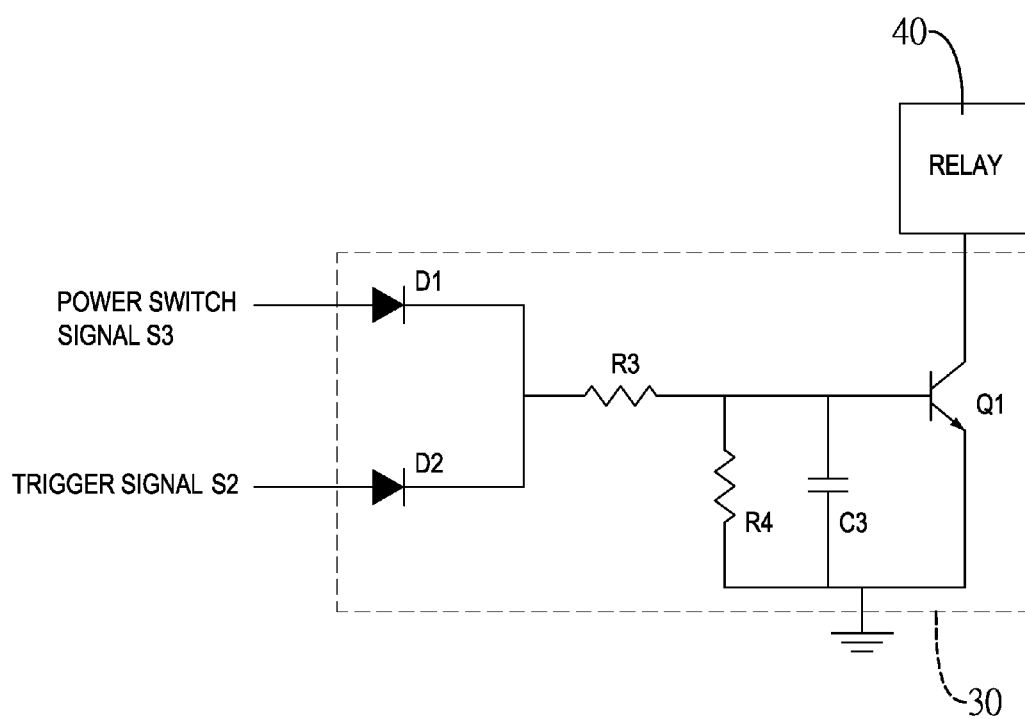 40
RELAY
D1
POWER SWITCH
SIGNAL S3
R3
Q1
D2
TRIGGER SIGNAL S2
R4
C3
30